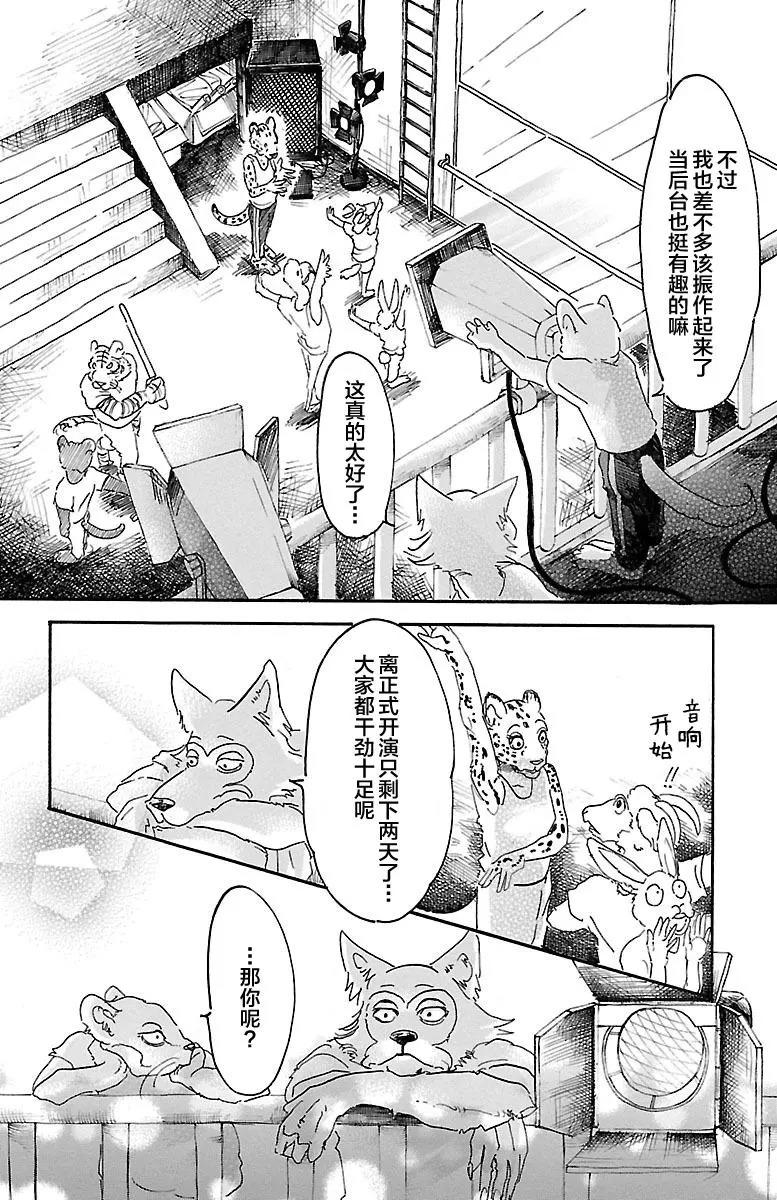 不过
我也差不多该振作起来了
当后台也挺有趣的嘛
这真的
太好了…
音响
开始
离正式开演只剩下两天了…
大家都干劲十足呢
…那你呢？